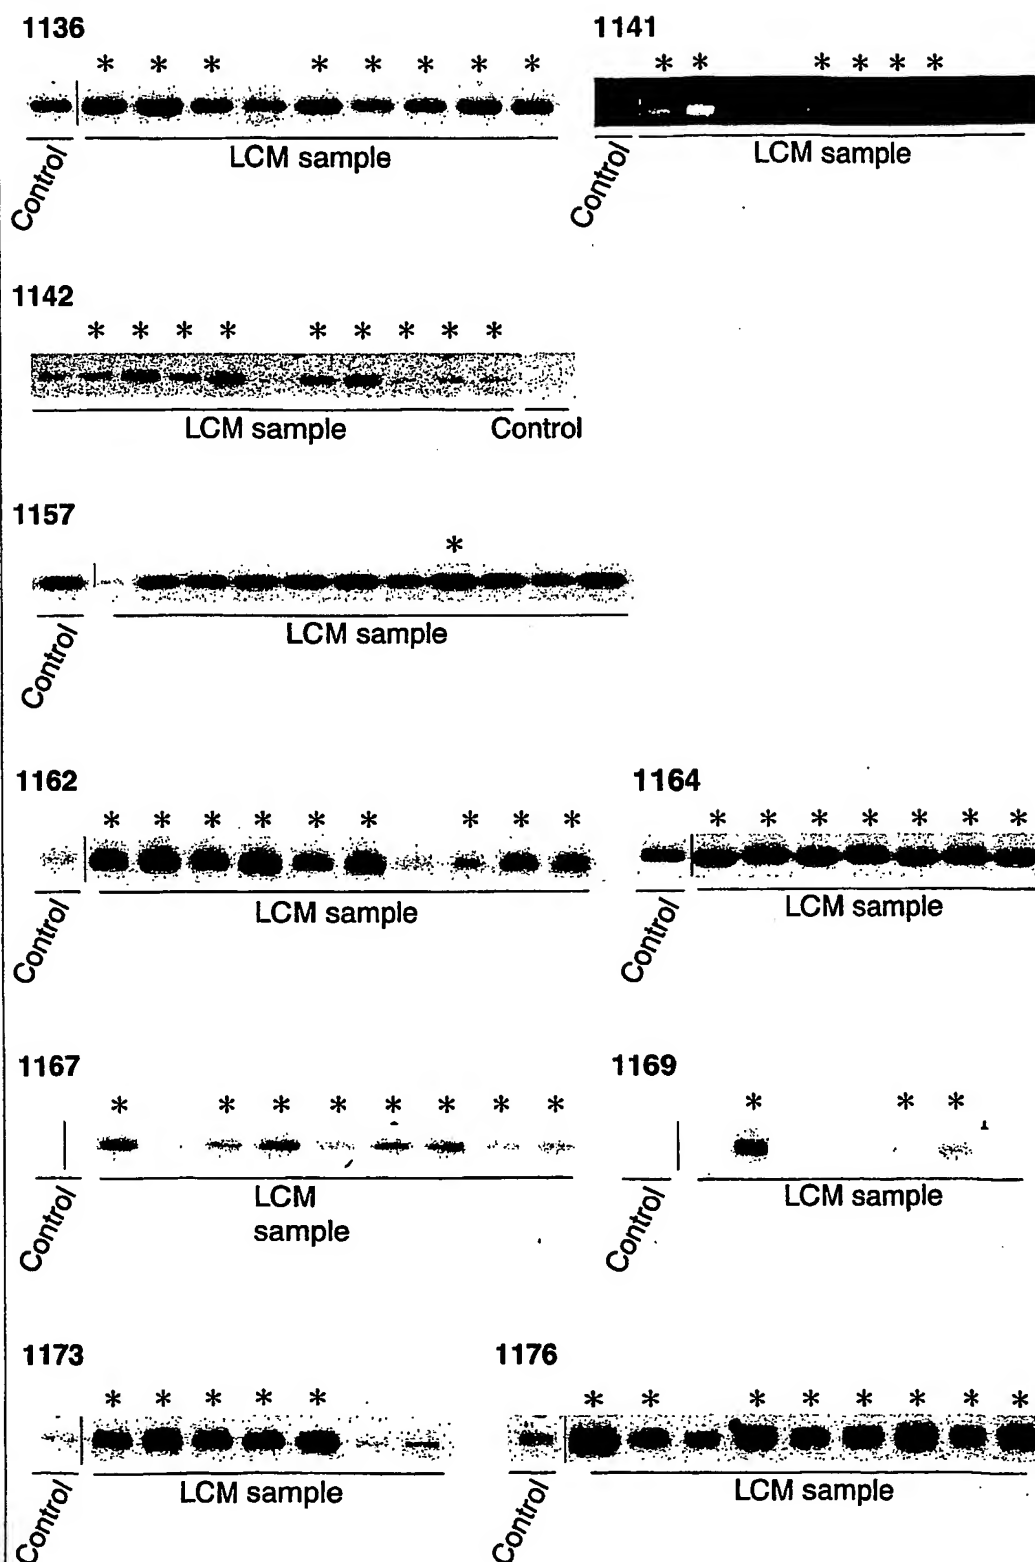 1136
* * * * * * * *
Control
LCM sample
1141
* * * * * *
Control
LCM sample
1142
* * * * * * * * *
LCM sample
Control
1157
*
Control
LCM sample
1162
* * * * * * * * *
Control
LCM sample
1164
* * * * * * *
Control
LCM sample
1167
* * * * * * * *
Control
LCM
sample
1169
* * *
Control
LCM sample
1173
* * * * *
Control
LCM sample
1176
* * * * * * * *
Control
LCM sample